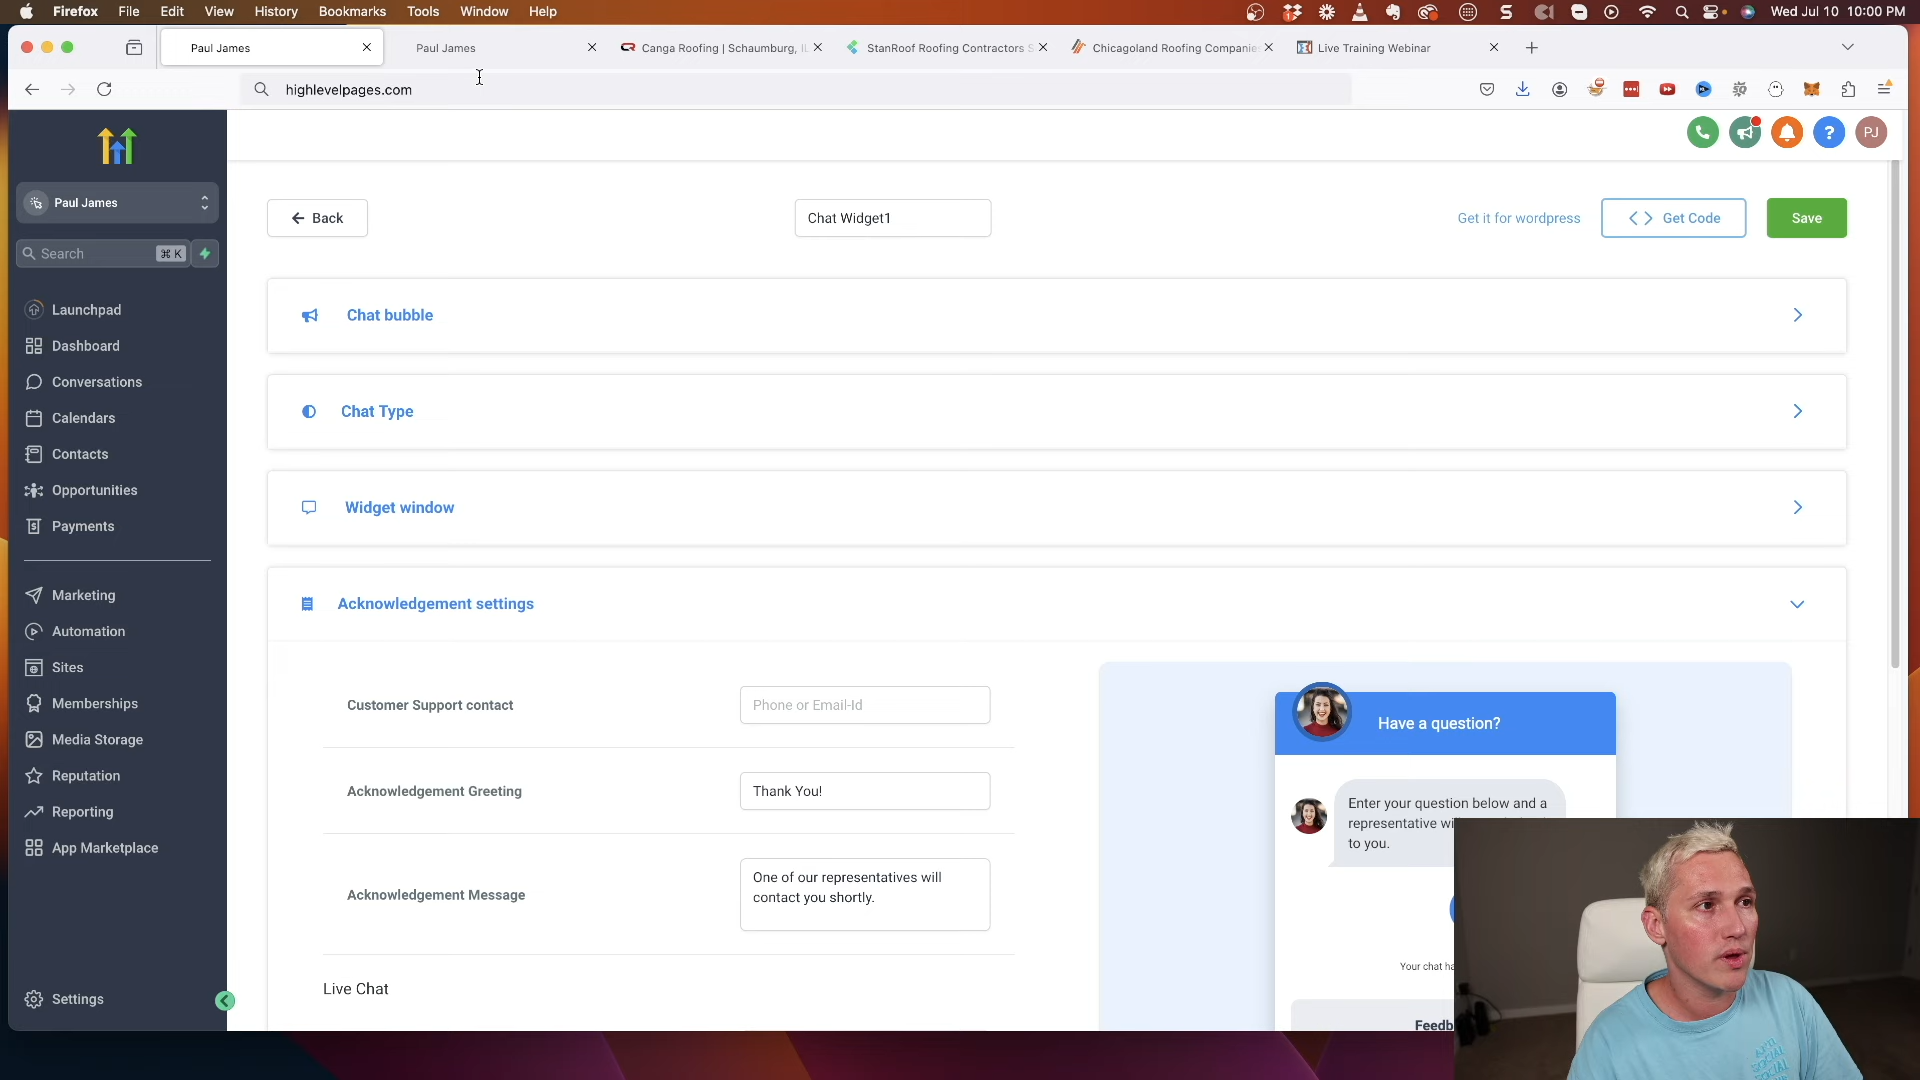 Firefox File Edit View History Bookmarks Tools Window Help
Wed Jul 10 10:00 PM
Paul James
Paul James
Canga Roofing | Schaumburg, IL
StanRoof Roofing Contractors S
Chicagoland Roofing Companie
Live Training Webinar
highlevelpages.com
PJ
Paul James
Search ⌘ K
Launchpad
Dashboard
Conversations
Calendars
Contacts
Opportunities
Payments
Marketing
Automation
Sites
Memberships
Media Storage
Reputation
Reporting
App Marketplace
Settings
Back
Chat Widget1
Get it for wordpress
Get Code
Save
Chat bubble
Chat Type
Widget window
Acknowledgement settings
Customer Support contact
Phone or Email-Id
Acknowledgement Greeting
Thank You!
Acknowledgement Message
One of our representatives will
contact you shortly.
Live Chat
Have a question?
Enter your question below and a
representative wi
to you.
Your chat ha
Feedb
ANTI
SOCIAL
SOCIAL